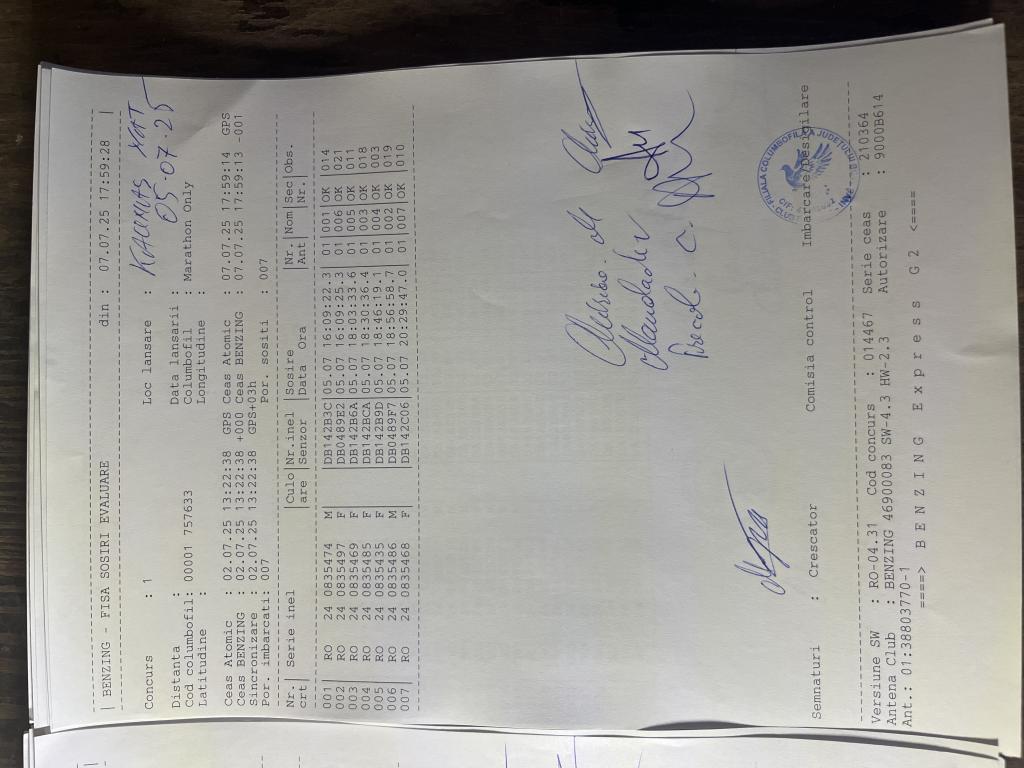 | BENZING - FISA SOSIRI EVALUARE din : 07.07.25 17:59:28 |
Concurs : 1 Loc lansare :
05·07·25
Distanta : Data lansarii :
Cod columbofil: 00001 757633 Columbofil : Marathon Only
Latitudine : Longitudine :
Ceas Atomic : 02.07.25 13:22:38 GPS Ceas Atomic : 07.07.25 17:59:14 GPS
Ceas BENZING : 02.07.25 13:22:38 +000 Ceas BENZING : 07.07.25 17:59:13 -001
Sincronizare : 02.07.25 13:22:38 GPS+03h
Por. imbarcati: 007 Por. sositi : 007
Nr. | Serie inel |Culo|Nr.inel |Sosire |Nr. |Nom|Sec|Obs.
crt| |are |Senzor |Data Ora |Ant | |Nr.|
001| RO 24 0835474 M |DB142B3C|05.07 16:09:22.3| 01|001|OK |014
002| RO 24 0835497 F |DB0489E2|05.07 16:09:25.3| 01|006|OK |021
003| RO 24 0835469 F |DB142B6A|05.07 18:03:33.6| 01|003|OK |011
004| RO 24 0835485 F |DB142BCA|05.07 18:30:36.4| 01|005|OK |018
005| RO 24 0835435 F |DB142B9D|05.07 18:46:18.1| 01|004|OK |003
006| RO 24 0835486 M |DB0489F7|05.07 18:56:58.7| 01|002|OK |019
007| RO 24 0835468 F |DB142C06|05.07 20:29:47.0| 01|007|OK |010
Semnaturi : Crescator Comisia control Imbarcare/Desigilare
Versiune SW : RO-04.31 Cod concurs : 014467 Serie ceas : 210364
Antena Club : BENZING 46900083 SW-4.3 HW-2.3 Autorizare : 9000B614
Ant.: 01:38803770-1
====> B E N Z I N G E x p r e s s G 2 <====